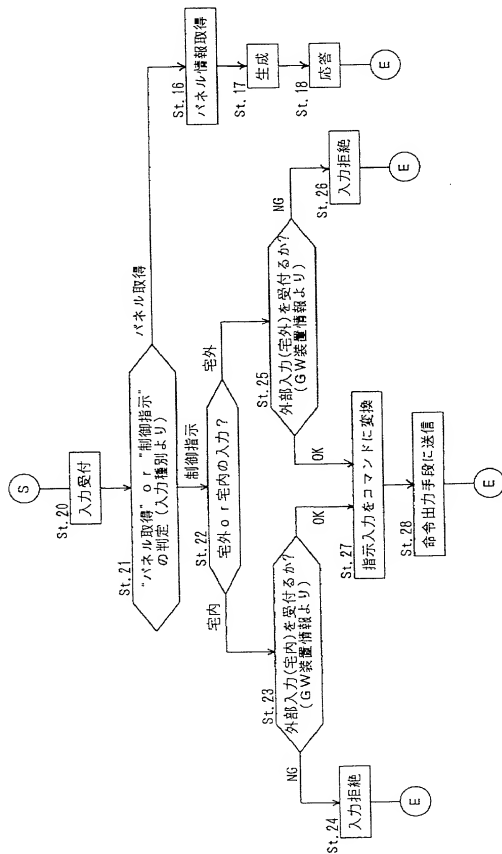 S
St.20
入力受付
St.21
"パネル取得" or "制御指示"
の判定(入力種別より)
パネル取得
St.16
パネル情報取得
St.17
生成
St.18
応答
E
制御指示
St.22
宅外or宅内の入力?
宅内
宅外
St.23
外部入力(宅内)を受付るか?
(GW装置情報より)
NG
OK
St.24
入力拒絶
E
St.25
外部入力(宅外)を受付るか?
(GW装置情報より)
OK
NG
St.26
入力拒絶
E
St.27
指示入力をコマンドに変換
St.28
命令出力手段に送信
E